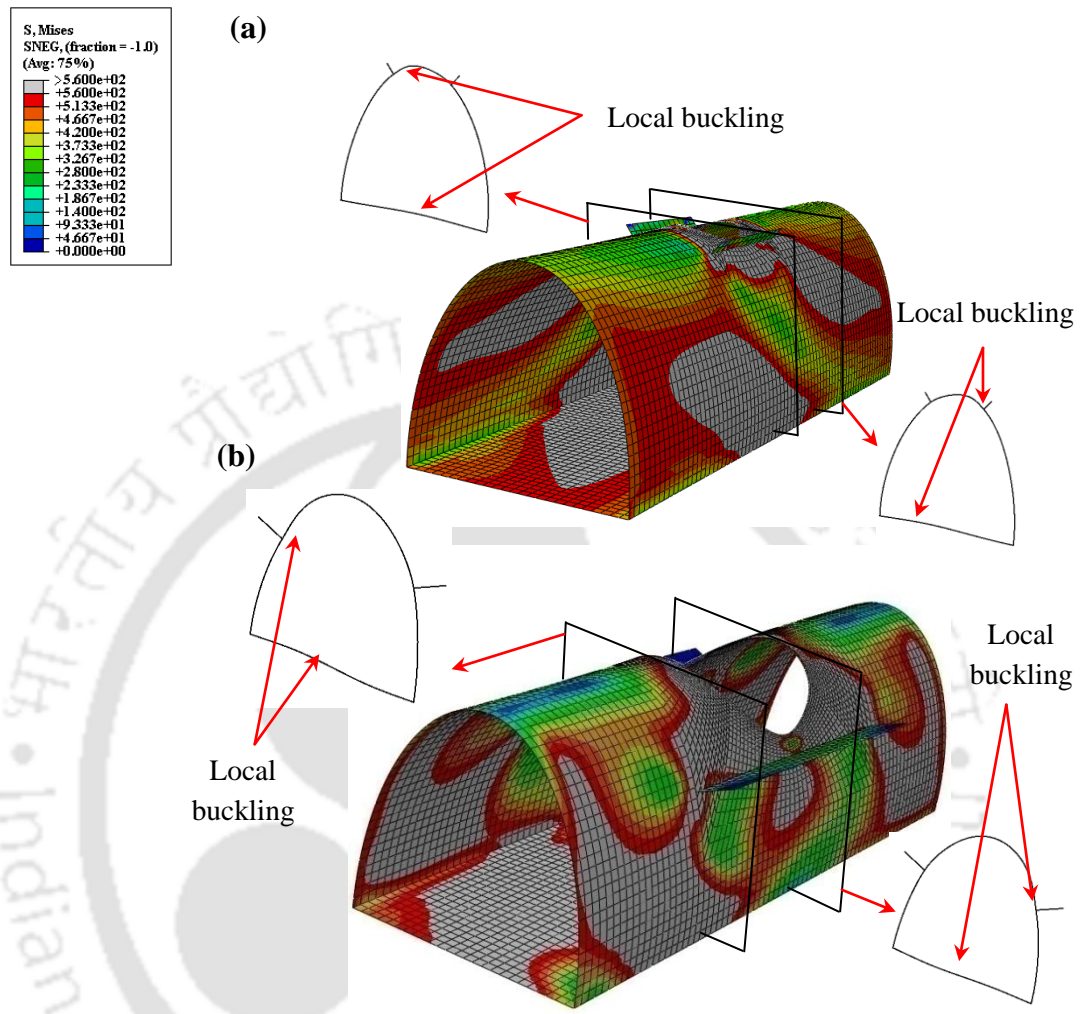 S, Mises
SNEG, (fraction = -1.0)
(Avg: 75%)
>5.600e+02
+5.600e+02
+5.133e+02
+4.667e+02
+4.200e+02
+3.733e+02
+3.267e+02
+2.800e+02
+2.333e+02
+1.867e+02
+1.400e+02
+9.333e+01
+4.667e+01
+0.000e+00
(a)
Local buckling
Local buckling
(b)
Local
buckling
Local
buckling
Indian